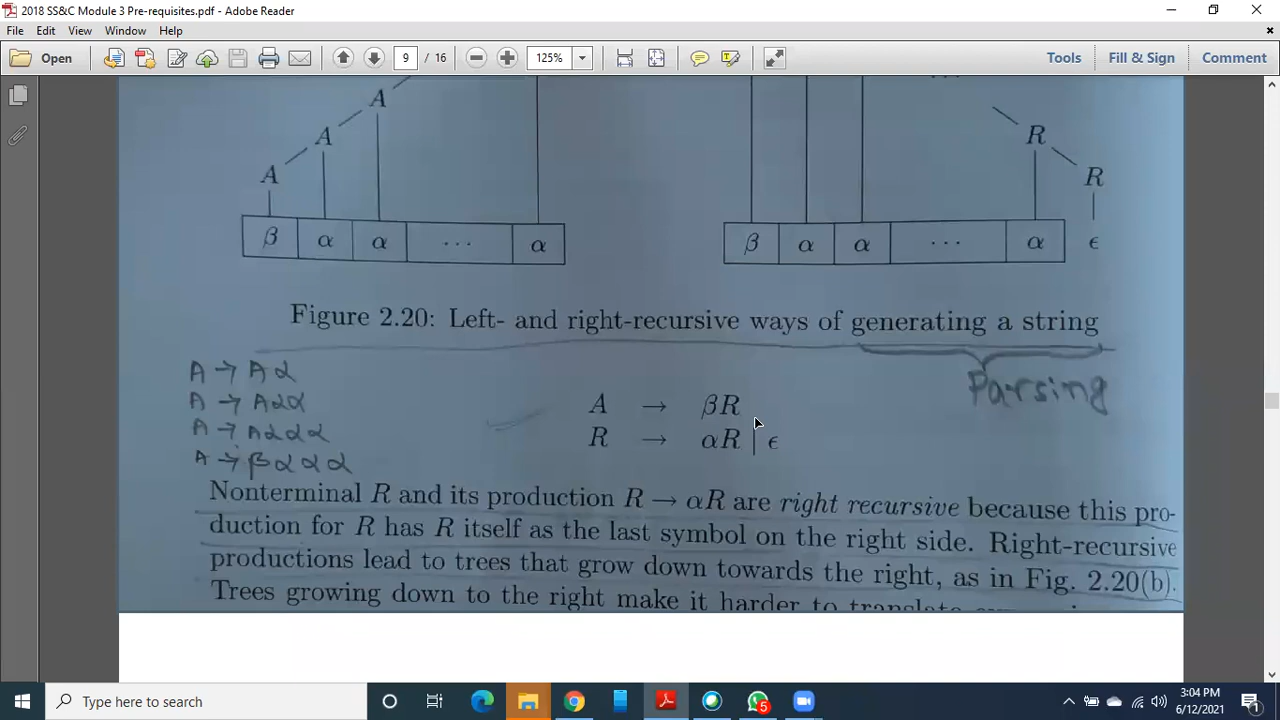 2018 SS&C Module 3 Pre-requisites.pdf - Adobe Reader
File Edit View Window Help
Open 9 / 16 125% Tools Fill & Sign Comment
A
A
A
β α α ··· α
···
R
R
β α α ··· α ϵ
Figure 2.20: Left- and right-recursive ways of generating a string
Parsing
A → Aα
A → Aαα
A → Aααα
A → βααα
A → βR
R → αR | ϵ
Nonterminal R and its production R → αR are right recursive because this pro-
duction for R has R itself as the last symbol on the right side. Right-recursive
productions lead to trees that grow down towards the right, as in Fig. 2.20(b).
Trees growing down to the right make it harder to translate
Type here to search
5
3:04 PM
6/12/2021
1